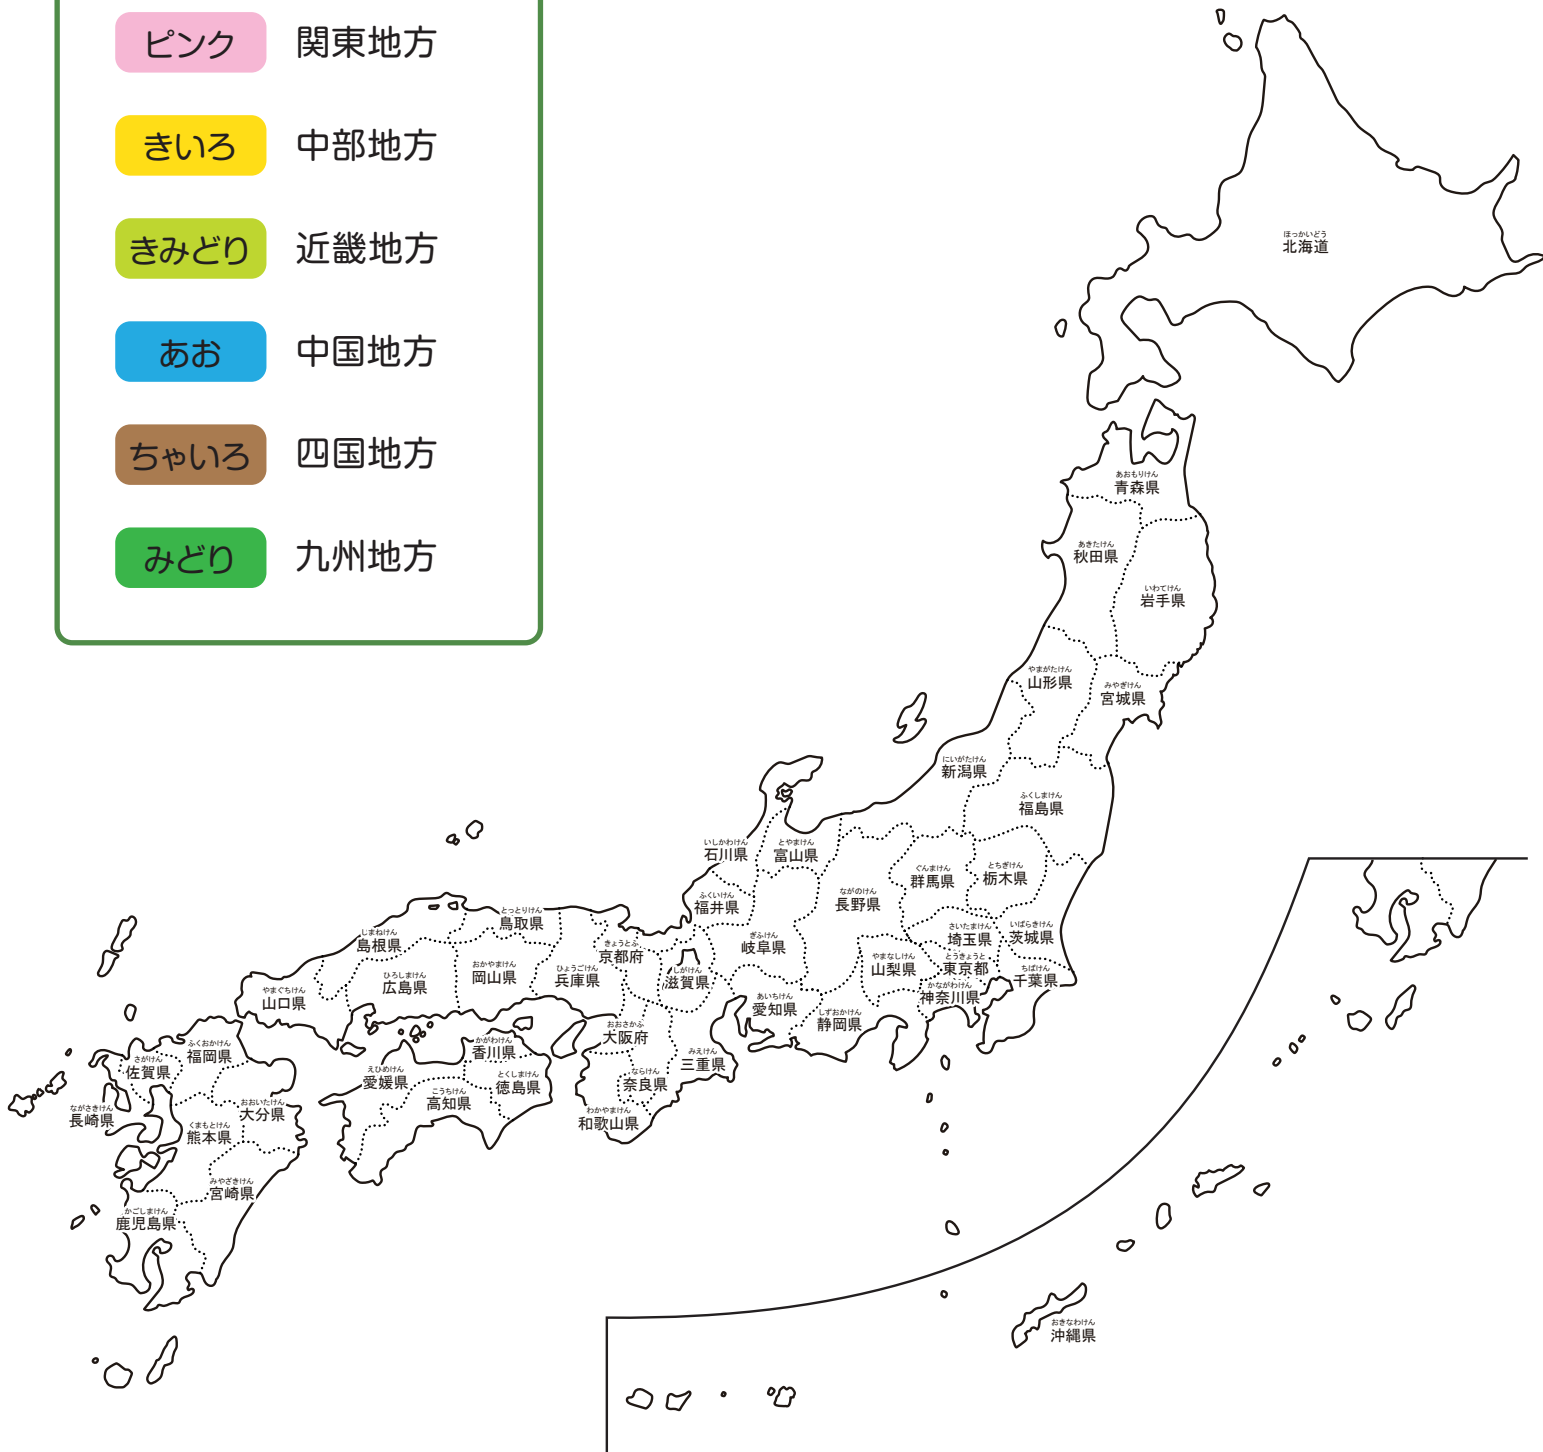 ピンク 関東地方
きいろ 中部地方
きみどり 近畿地方
あお 中国地方
ちゃいろ 四国地方
みどり 九州地方
ほっかいどう
北海道
あおもりけん
青森県
あきたけん
秋田県
いわてけん
岩手県
やまがたけん
山形県
みやぎけん
宮城県
にいがたけん
新潟県
ふくしまけん
福島県
いしかわけん
石川県
とやまけん
富山県
ぐんまけん
群馬県
とちぎけん
栃木県
ながのけん
長野県
ふくいけん
福井県
とっとりけん
鳥取県
しまねけん
島根県
きょうとふ
京都府
ぎふけん
岐阜県
さいたまけん
埼玉県
いばらきけん
茨城県
おかやまけん
岡山県
ひろしまけん
広島県
ひょうごけん
兵庫県
しがけん
滋賀県
やまなしけん
山梨県
とうきょうと
東京都
ちばけん
千葉県
かながわけん
神奈川県
やまぐちけん
山口県
あいちけん
愛知県
しずおかけん
静岡県
おおさかふ
大阪府
かがわけん
香川県
みえけん
三重県
ふくおかけん
福岡県
さがけん
佐賀県
えひめけん
愛媛県
とくしまけん
徳島県
ならけん
奈良県
こうちけん
高知県
ながさきけん
長崎県
おおいたけん
大分県
わかやまけん
和歌山県
くまもとけん
熊本県
みやざきけん
宮崎県
かごしまけん
鹿児島県
おきなわけん
沖縄県